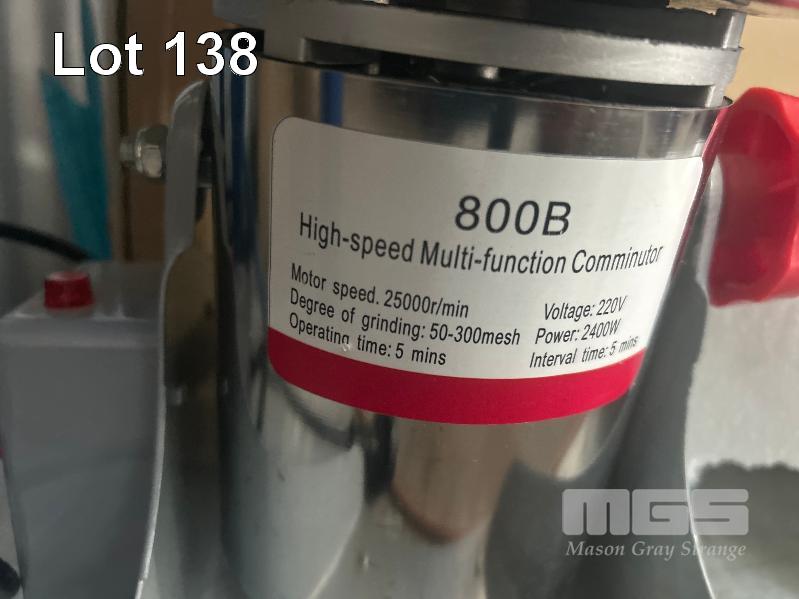 Lot 138
800B
High-speed Multi-function Comminutor
Motor speed. 25000r/min
Voltage: 220V
Degree of grinding: 50-300mesh
Power: 2400W
Operating time: 5 mins
Interval time: 5 mins
MGS
Mason Gray Strange